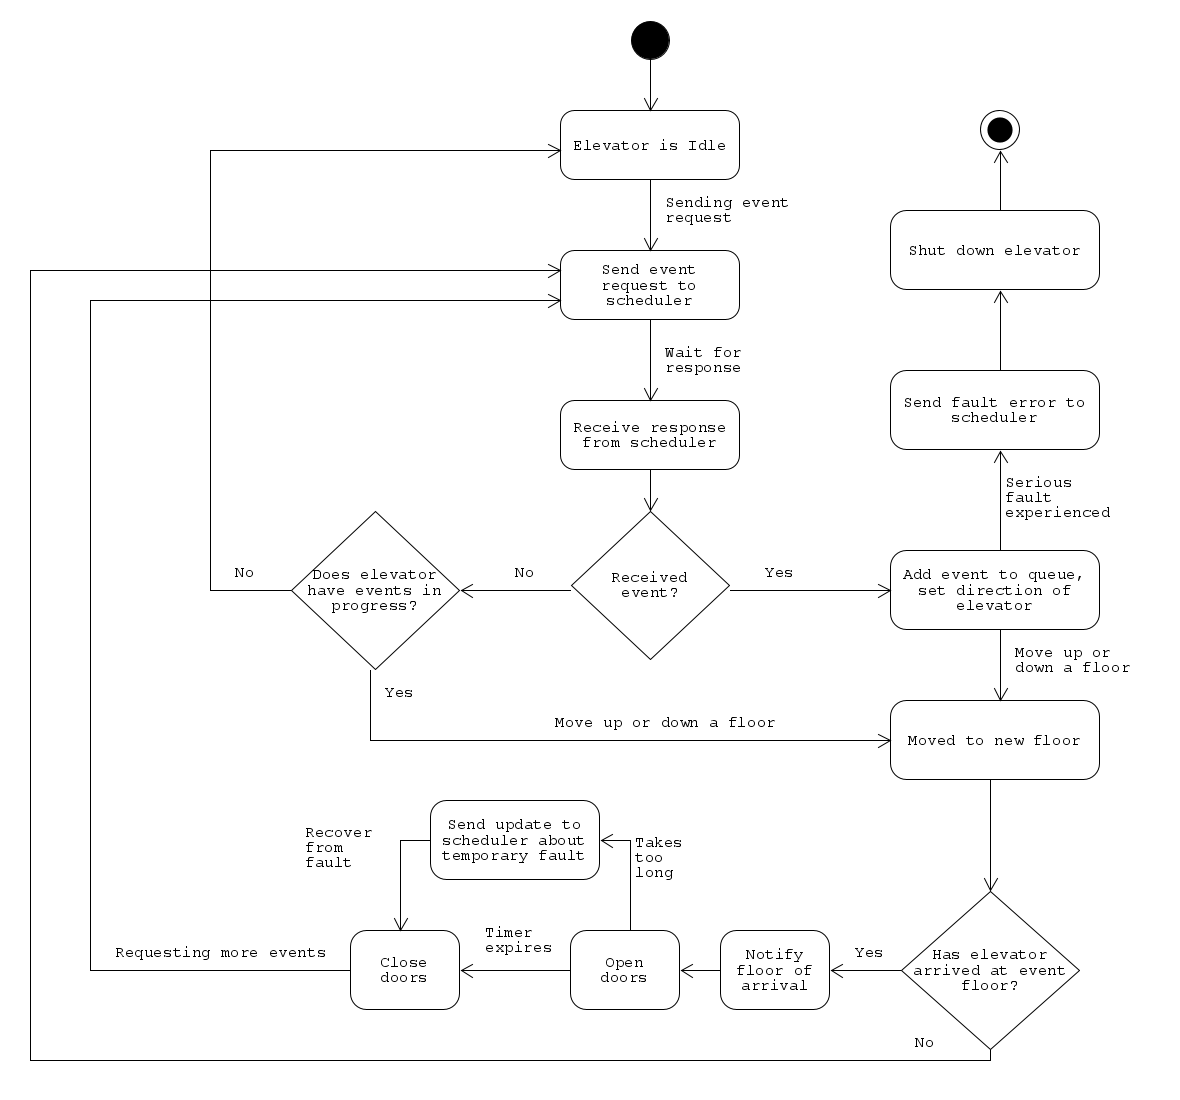 Elevator is Idle
Sending event
request
Shut down elevator
Send event
request to
scheduler
Wait for
response
Send fault error to
scheduler
Receive response
from scheduler
Serious
fault
experienced
No
Does elevator
have events in
progress?
No
Received
event?
Yes
Add event to queue,
set direction of
elevator
Move up or
down a floor
Yes
Move up or down a floor
Moved to new floor
Recover
from
fault
Send update to
scheduler about
temporary fault
Takes
too
long
Requesting more events
Close
doors
Timer
expires
Open
doors
Notify
floor of
arrival
Yes
Has elevator
arrived at event
floor?
No